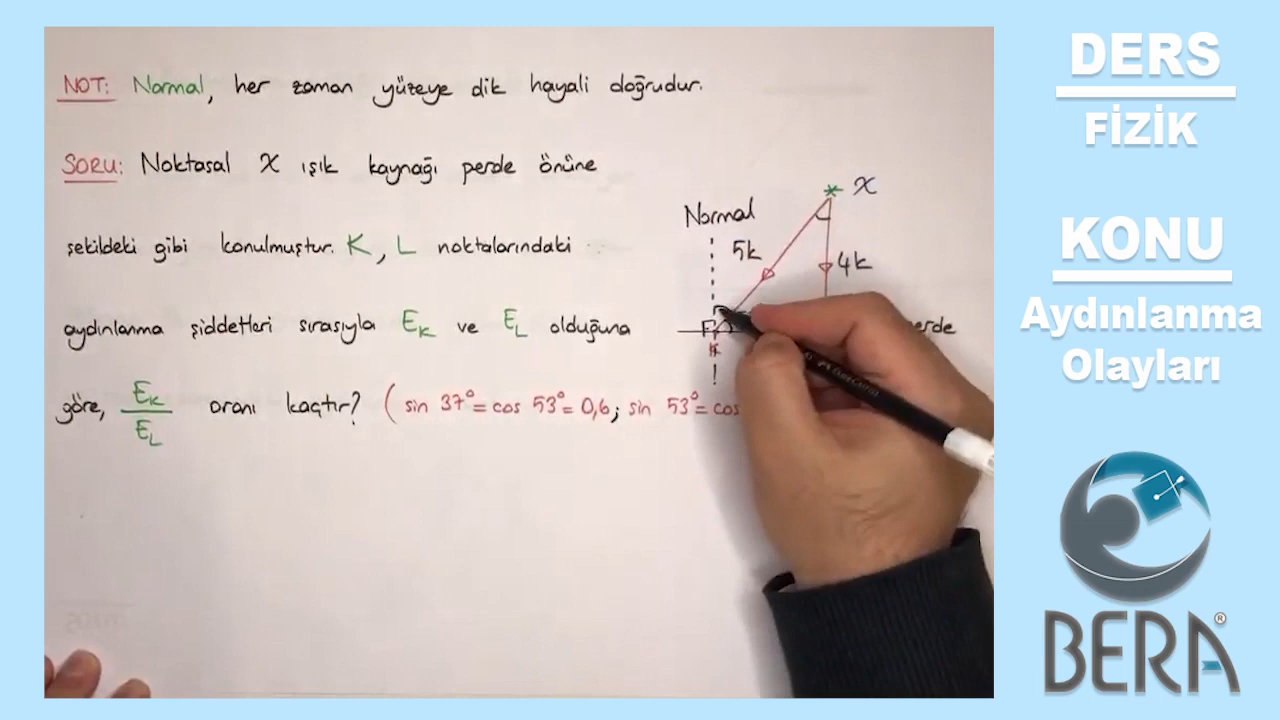 NOT: Normal, her zaman yüzeye dik hayali doğrudur.
SORU: Noktasal X ışık kaynağı perde önüne
şekildeki gibi konulmuştur. K, L noktalarındaki
aydınlanma şiddetleri sırasıyla EK ve EL olduğuna
göre, EK/EL oranı kaçtır? (sin 37°=cos 53°=0,6; sin 53°=cos
Normal
X
5k
4k
K
DERS
FİZİK
KONU
Aydınlanma
Olayları
BERA®